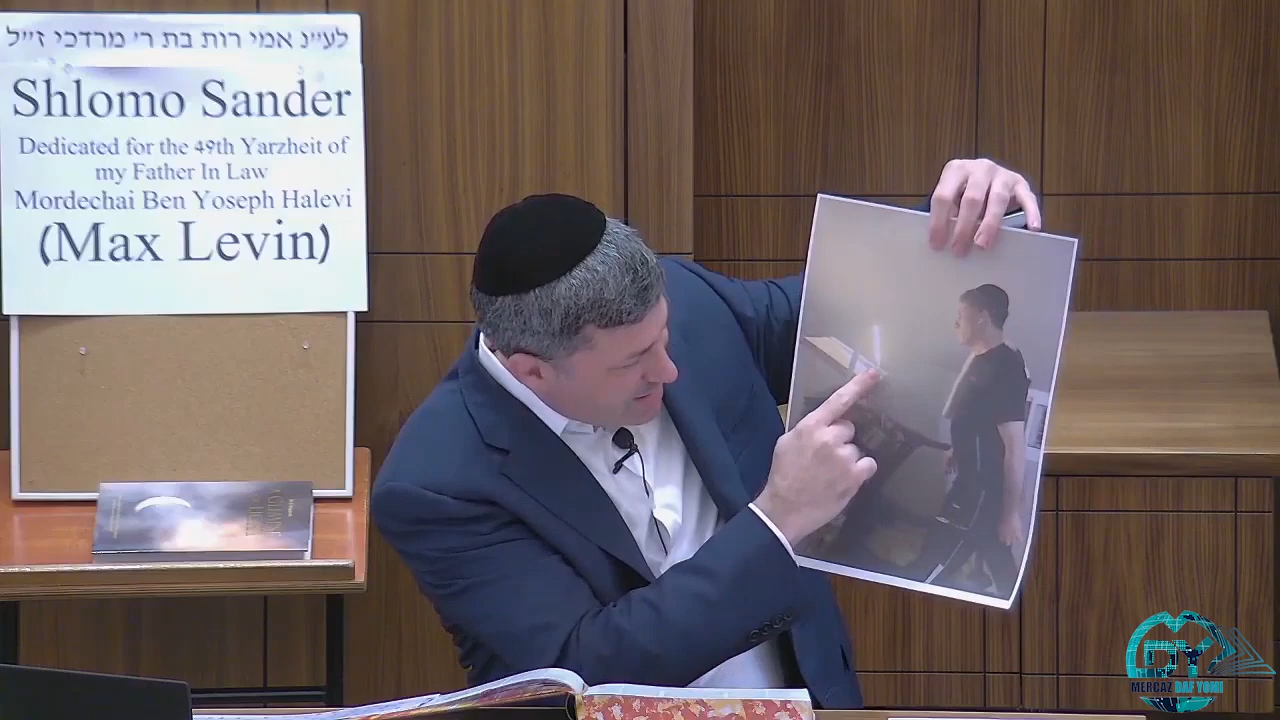 לעי״נ אמי רות בת ר׳ מרדכי ז״ל
Shlomo Sander
Dedicated for the 49th Yarzheit of
my Father In Law
Mordechai Ben Yoseph Halevi
(Max Levin)
MERCAZ DAF YOMI